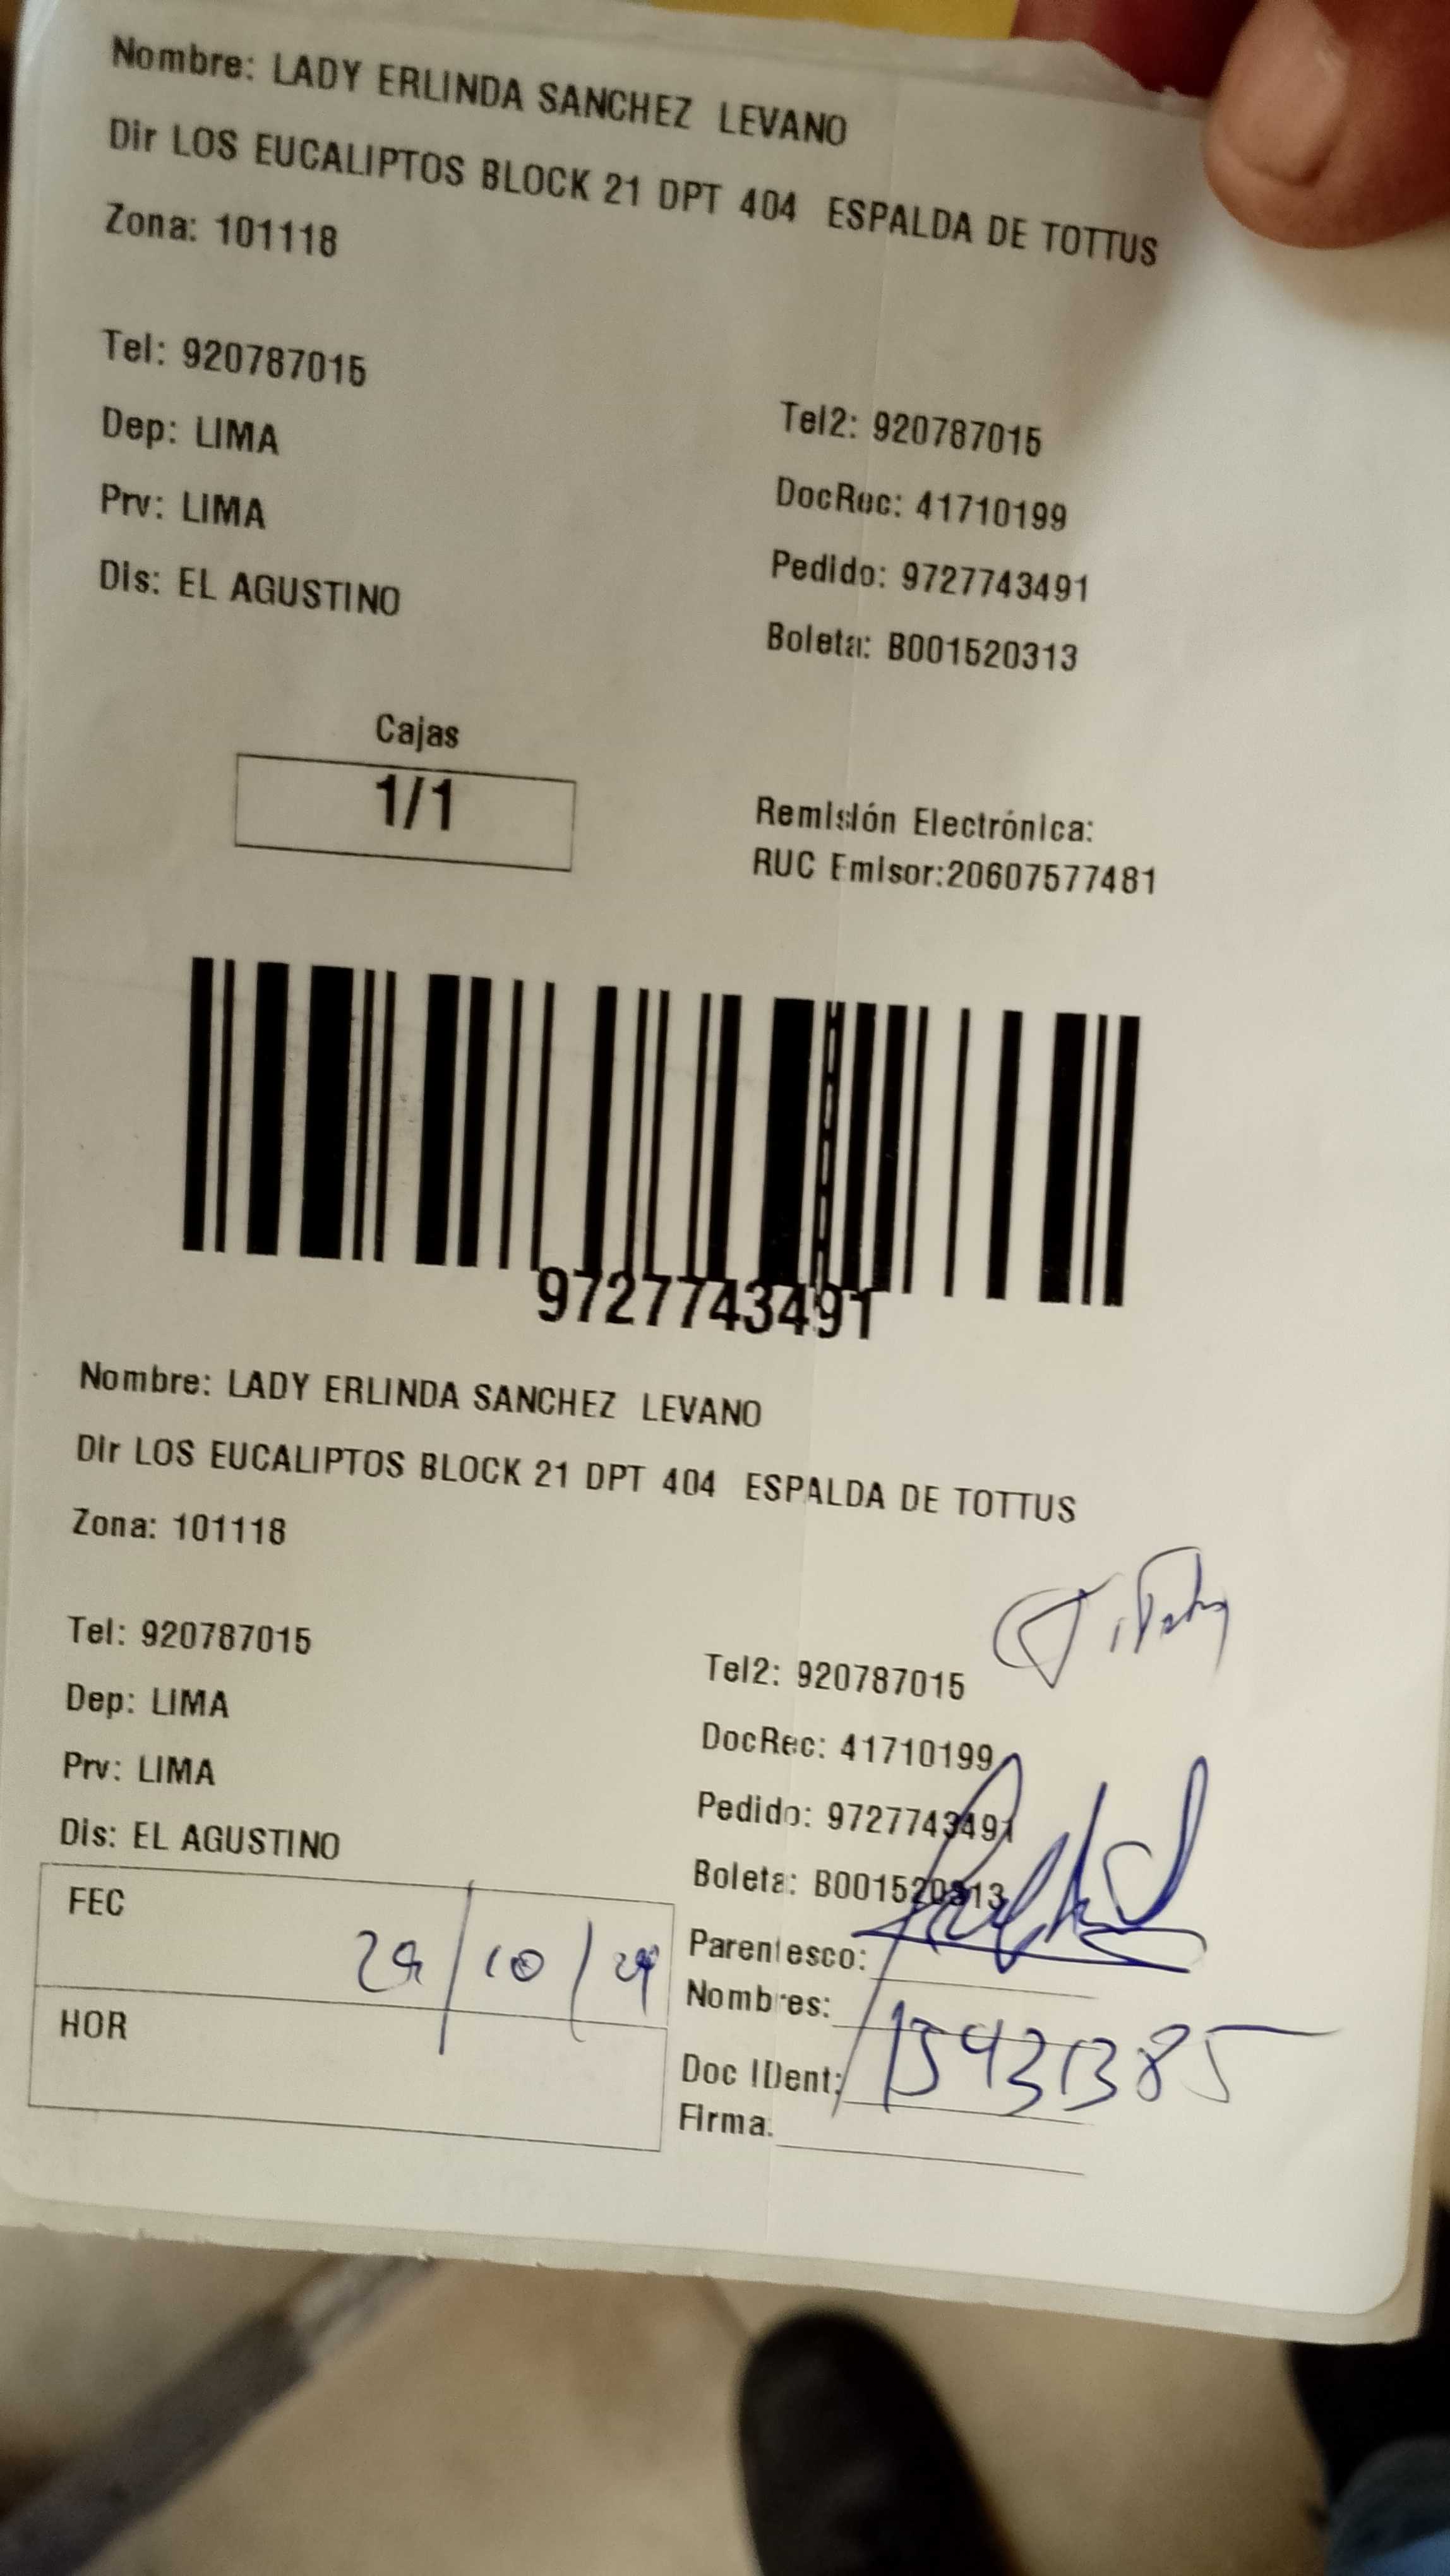 Nombre: LADY ERLINDA SANCHEZ LEVANO
Dir LOS EUCALIPTOS BLOCK 21 DPT 404 ESPALDA DE TOTTUS
Zona: 101118
Tel: 920787015
Tel2: 920787015
Dep: LIMA
DocRec: 41710199
Prv: LIMA
Pedido: 9727743491
Dis: EL AGUSTINO
Boleta: B001520313
Cajas
1/1
Remisión Electrónica:
RUC Emisor:20607577481
9727743491
Nombre: LADY ERLINDA SANCHEZ LEVANO
Dir LOS EUCALIPTOS BLOCK 21 DPT 404 ESPALDA DE TOTTUS
Zona: 101118
Tel: 920787015
Tel2: 920787015
Dep: LIMA
DocRec: 41710199
Prv: LIMA
Pedido: 9727743491
Dis: EL AGUSTINO
Boleta: B001520313
FEC
29/10/24
Parentesco:
Nombres:
HOR
Doc IDent: 15431385
Firma: